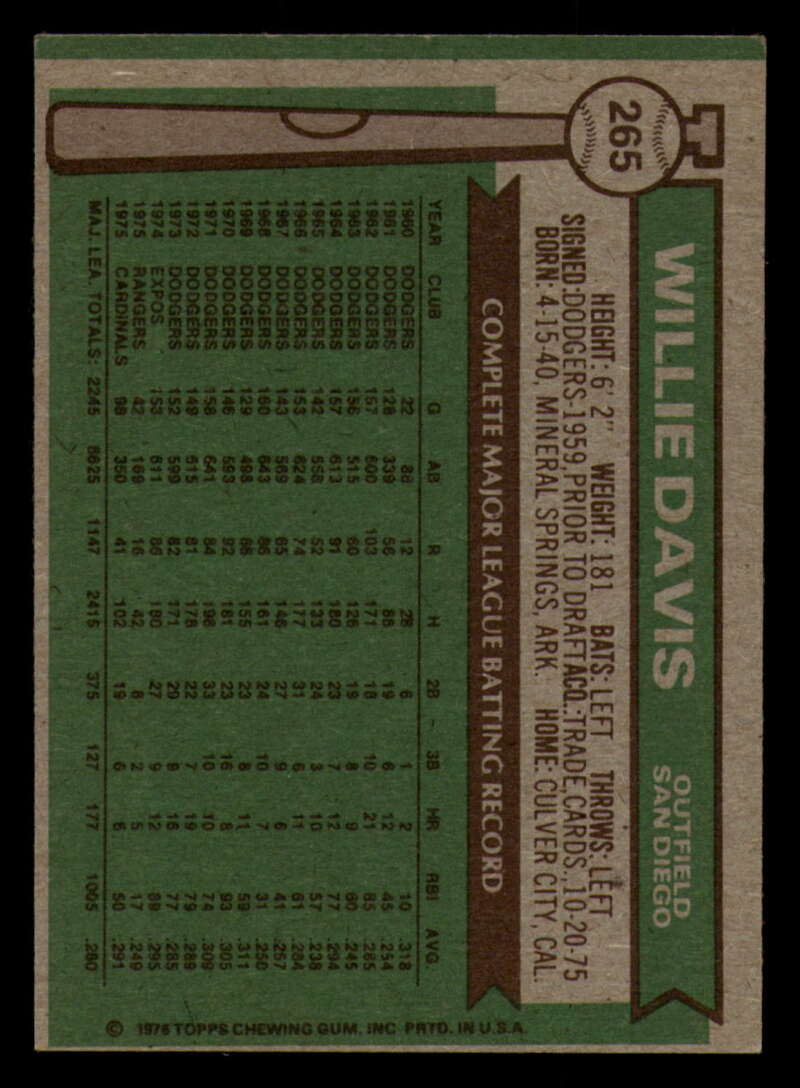 265
WILLIE DAVIS
OUTFIELD
SAN DIEGO
HEIGHT: 6' 2" WEIGHT: 181 BATS: LEFT THROWS: LEFT
SIGNED: DODGERS-1959, PRIOR TO DRAFT ACQ.: TRADE, CARDS., 10-20-75
BORN: 4-15-40, MINERAL SPRINGS, ARK. HOME: CULVER CITY, CAL.
COMPLETE MAJOR LEAGUE BATTING RECORD
YEAR CLUB G AB R H 2B - 3B HR RBI AVG.
1960 DODGERS 22 88 12 28 6 1 2 10 .318
1961 DODGERS 128 339 56 86 19 6 12 45 .254
1962 DODGERS 157 600 103 171 18 10 21 85 .285
1963 DODGERS 156 515 60 126 19 8 9 60 .245
1964 DODGERS 157 613 91 180 23 7 12 77 .294
1965 DODGERS 142 558 52 133 24 3 10 57 .238
1966 DODGERS 153 624 74 177 31 6 11 61 .284
1967 DODGERS 143 569 65 146 27 9 6 41 .257
1968 DODGERS 160 643 86 161 24 10 7 31 .250
1969 DODGERS 129 498 66 155 23 8 11 59 .311
1970 DODGERS 146 593 92 181 23 16 8 93 .305
1971 DODGERS 158 641 84 198 33 10 10 74 .309
1972 DODGERS 149 615 81 178 22 7 19 79 .289
1973 DODGERS 152 599 82 171 29 9 16 77 .285
1974 EXPOS 153 611 86 180 27 9 12 89 .295
1975 RANGERS 42 169 16 42 8 2 5 17 .249
1975 CARDINALS 98 350 41 102 19 6 6 50 .291
MAJ. LEA. TOTALS: 2245 8625 1147 2415 375 127 177 1005 .280
© 1976 TOPPS CHEWING GUM. INC PRTD. IN U.S.A.